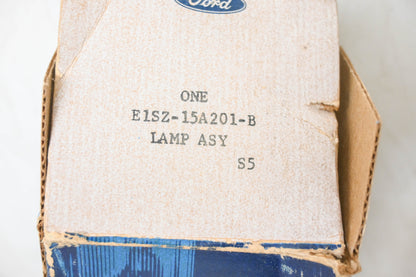 Ford
ONE
E1SZ-15A201-B
LAMP ASY
S5